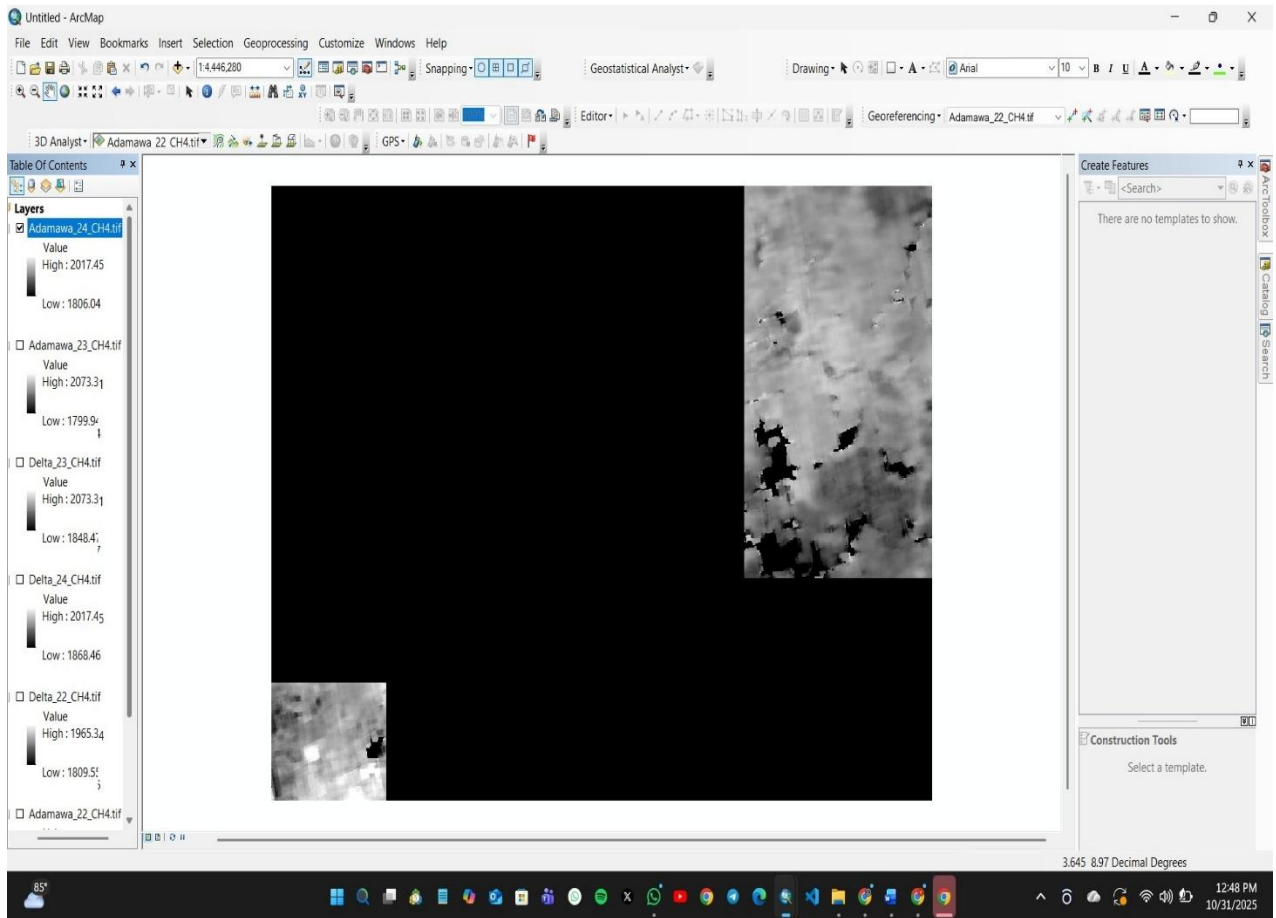 Untitled - ArcMap
File Edit View Bookmarks Insert Selection Geoprocessing Customize Windows Help
1:4,446,280 Snapping Geostatistical Analyst Drawing A Arial 10 B I U A
Editor Georeferencing Adamawa_22_CH4.tif
3D Analyst Adamawa 22 CH4.tif GPS
Table Of Contents
Layers
Adamawa_24_CH4.tif
Value
High : 2017.45
Low : 1806.04
Adamawa_23_CH4.tif
Value
High : 2073.31
Low : 1799.94
Delta_23_CH4.tif
Value
High : 2073.31
Low : 1848.47
Delta_24_CH4.tif
Value
High : 2017.45
Low : 1868.46
Delta_22_CH4.tif
Value
High : 1965.34
Low : 1809.55
Adamawa_22_CH4.tif
Create Features
<Search>
There are no templates to show.
Construction Tools
Select a template.
ArcToolbox
Catalog
Search
3.645 8.97 Decimal Degrees
85°
12:48 PM
10/31/2025